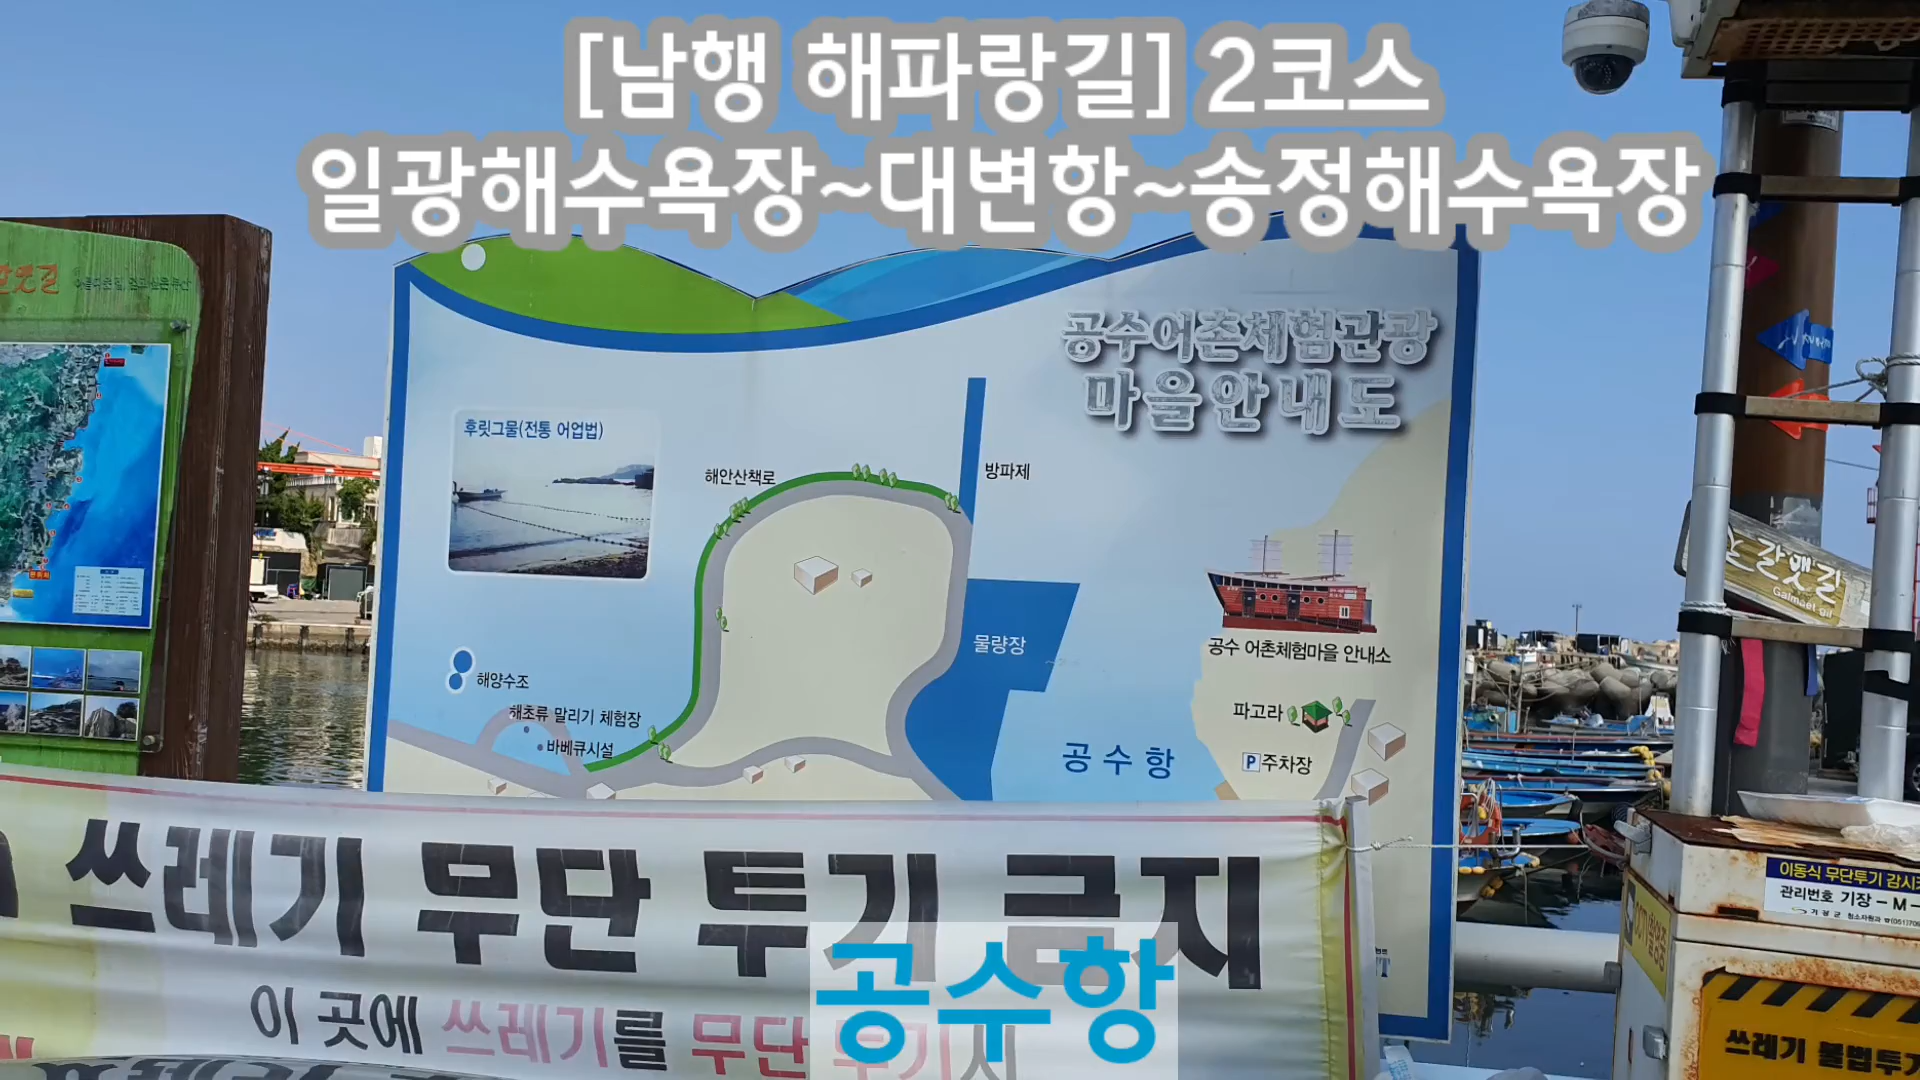 [남행 해파랑길] 2코스
일광해수욕장~대변항~송정해수욕장
공수어촌체험관광
마을안내도
후릿그물(전통 어업법)
해안산책로
방파제
물량장
공수 어촌체험마을 안내소
해양수조
해초류 말리기 체험장
바베큐시설
파고라
P주차장
공수항
갈맷길
Galmaet-gil
쓰레기 무단 투기 금지
이 곳에 쓰레기를 무단
공수항
이동식 무단투기 감시
관리번호 기장-M-
쓰레기 불법투기